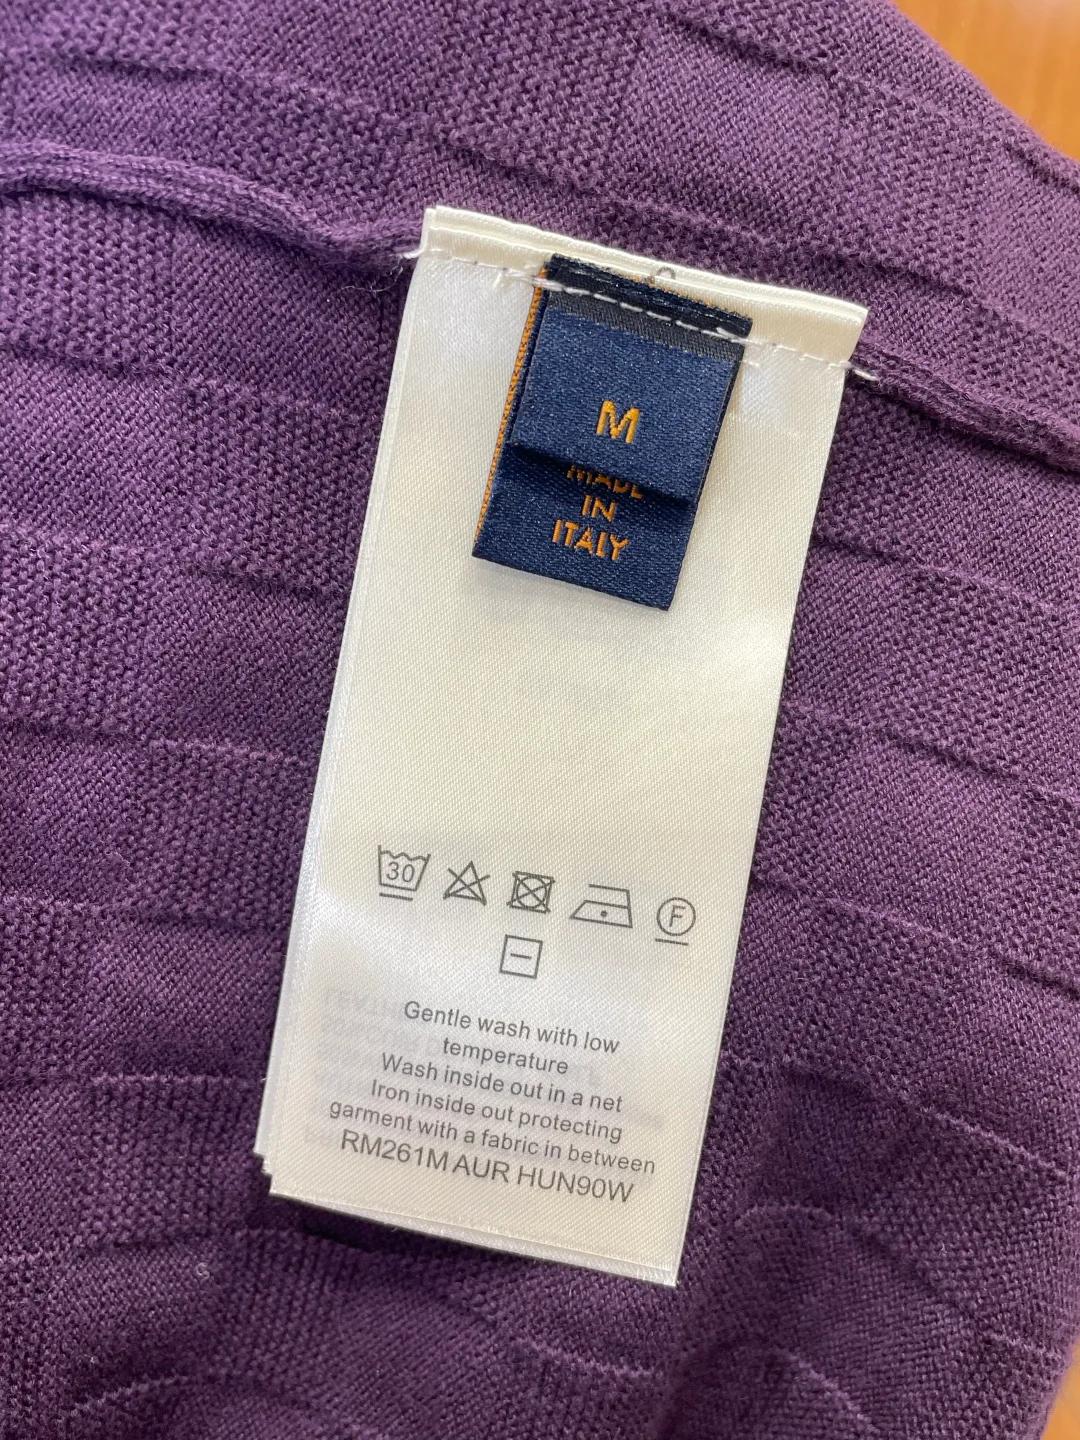 M
MADE
IN
ITALY
30
F
Gentle wash with low
temperature
Wash inside out in a net
Iron inside out protecting
garment with a fabric in between
RM261M AUR HUN90W